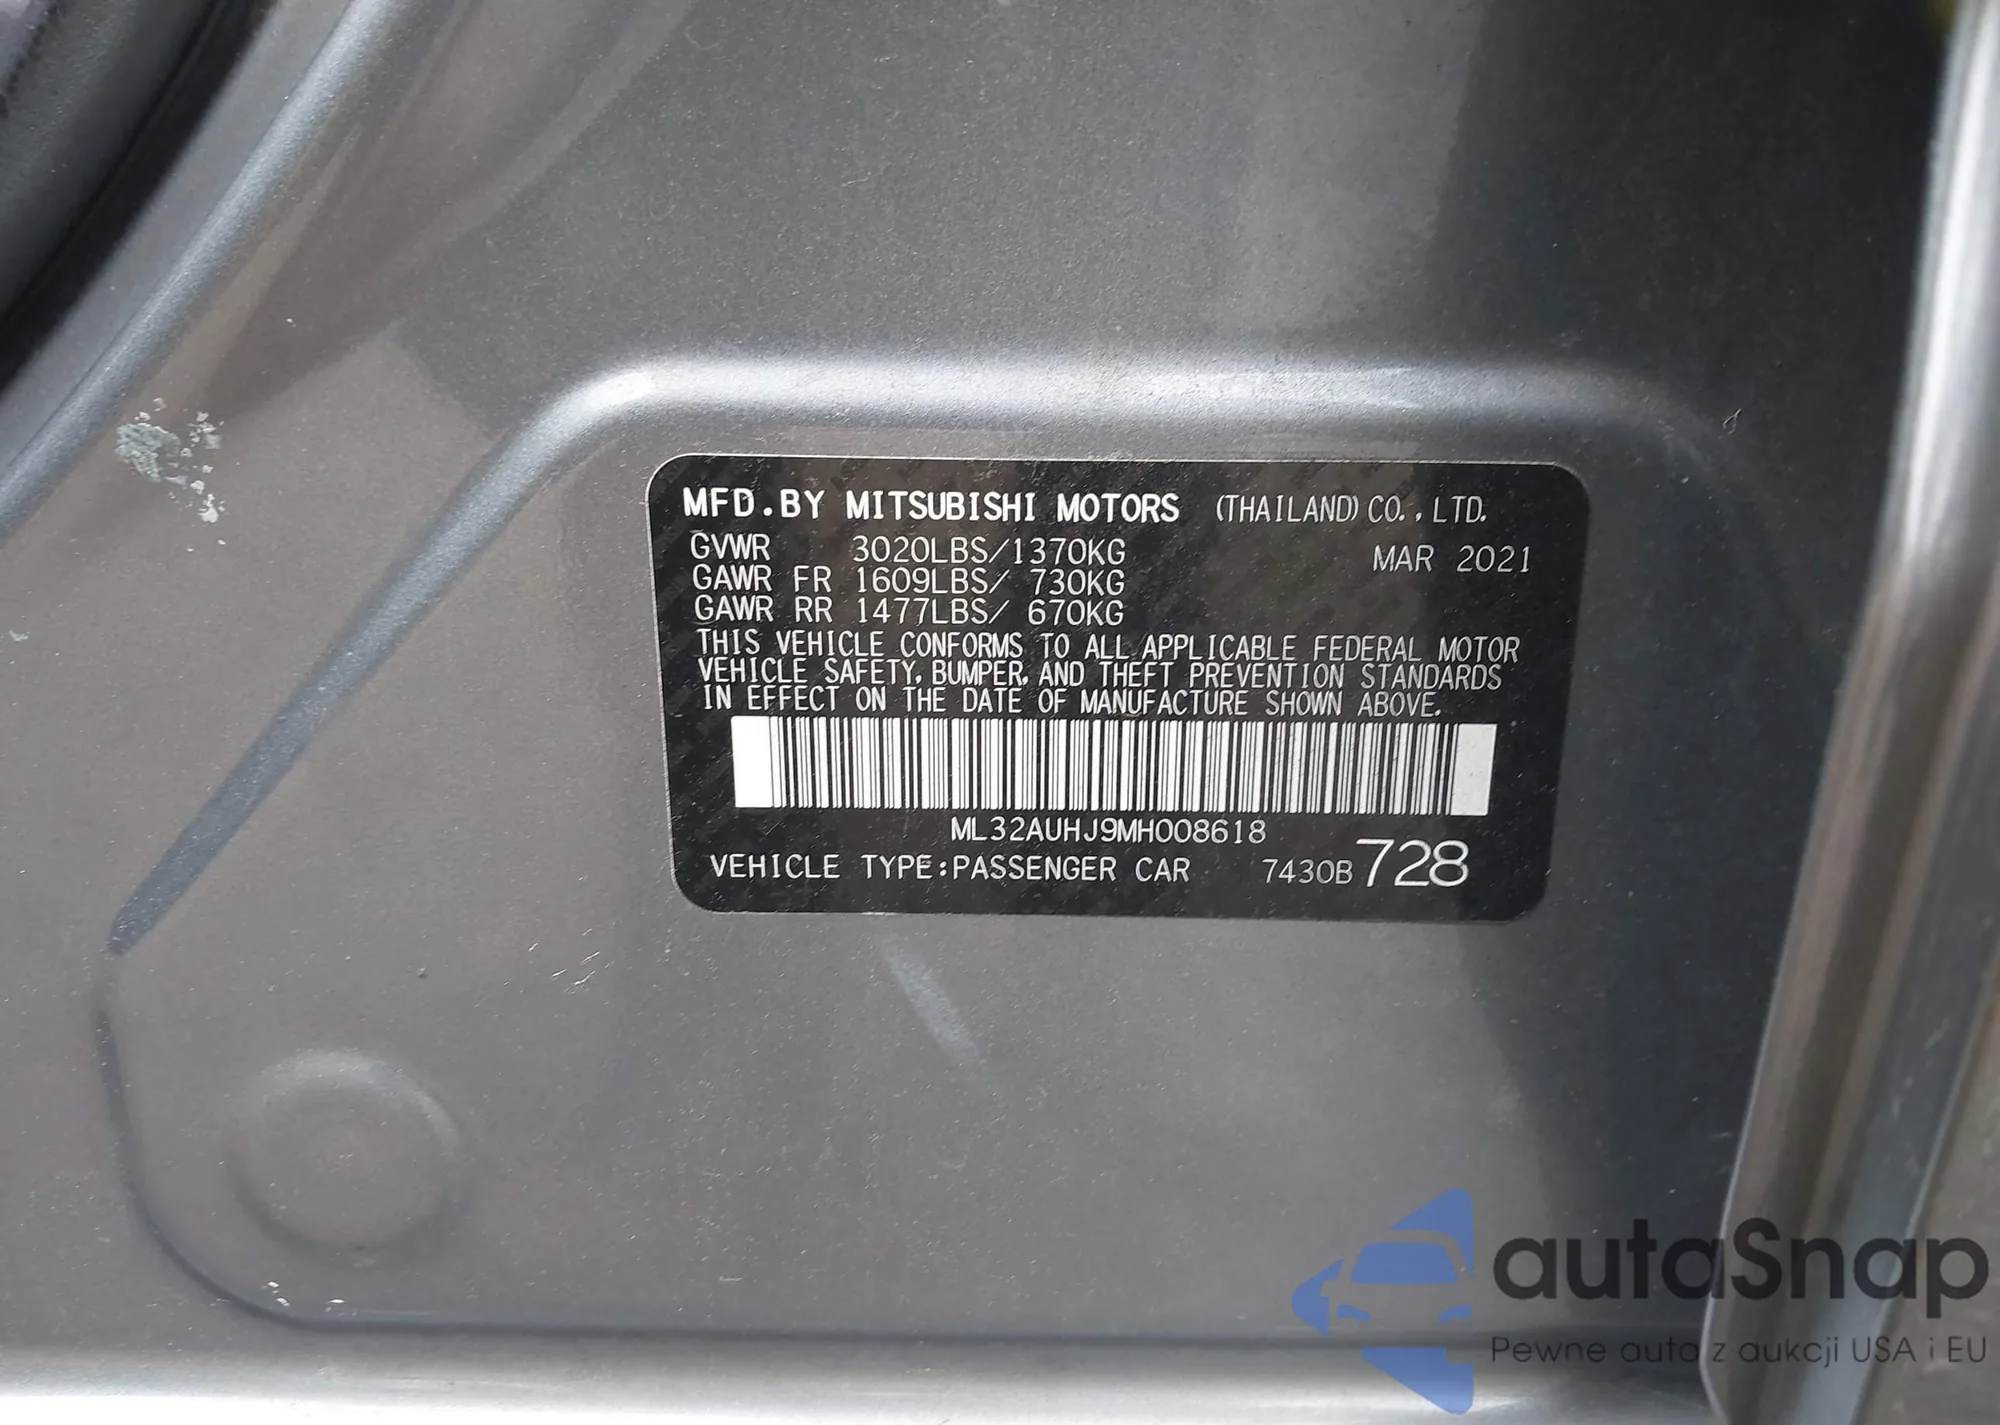 MFD.BY MITSUBISHI MOTORS (THAILAND) CO., LTD.
GVWR 3020LBS/1370KG MAR 2021
GAWR FR 1609LBS/ 730KG
GAWR RR 1477LBS/ 670KG
THIS VEHICLE CONFORMS TO ALL APPLICABLE FEDERAL MOTOR
VEHICLE SAFETY, BUMPER, AND THEFT PREVENTION STANDARDS
IN EFFECT ON THE DATE OF MANUFACTURE SHOWN ABOVE.
ML32AUHJ9MH008618
VEHICLE TYPE:PASSENGER CAR 7430B728
autaSnap
Pewne auta z aukcji USA i EU